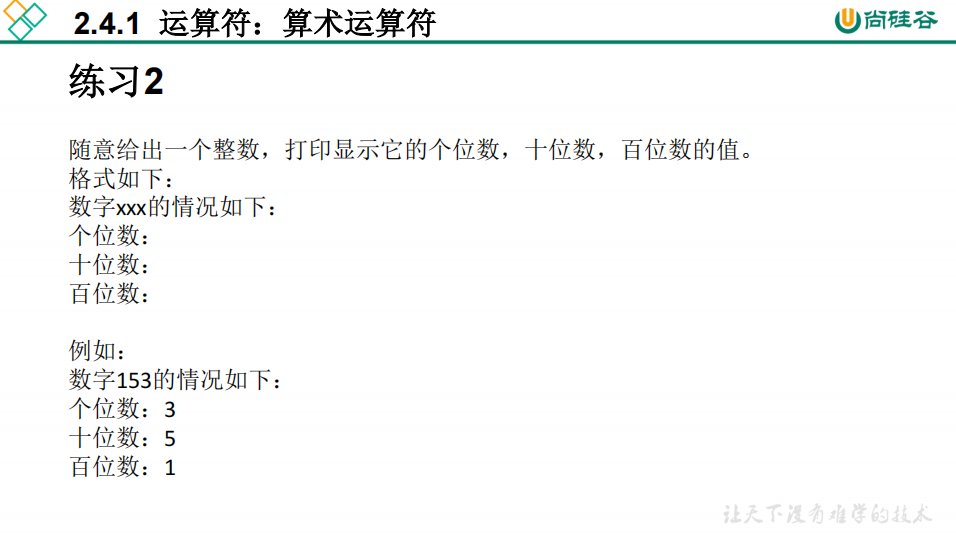 2.4.1 运算符：算术运算符
尚硅谷
练习2
随意给出一个整数，打印显示它的个位数，十位数，百位数的值。
格式如下：
数字xxx的情况如下：
个位数：
十位数：
百位数：
例如：
数字153的情况如下：
个位数：3
十位数：5
百位数：1
让天下没有难学的技术